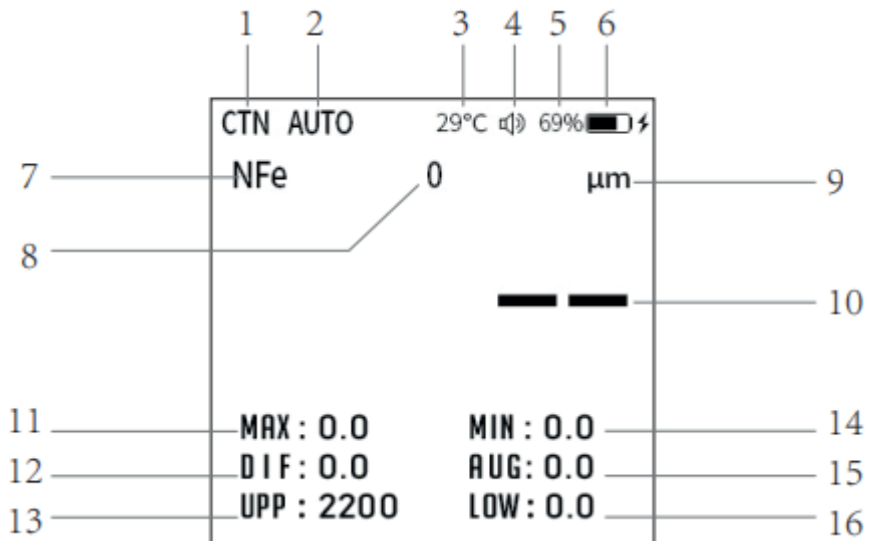 1 2 3 4 5 6
CTN AUTO 29°C 69%
7 NFe 0 µm 9
8
10
11 MAX: 0.0 MIN: 0.0 14
12 DIF: 0.0 AUG: 0.0 15
13 UPP: 2200 LOW: 0.0 16